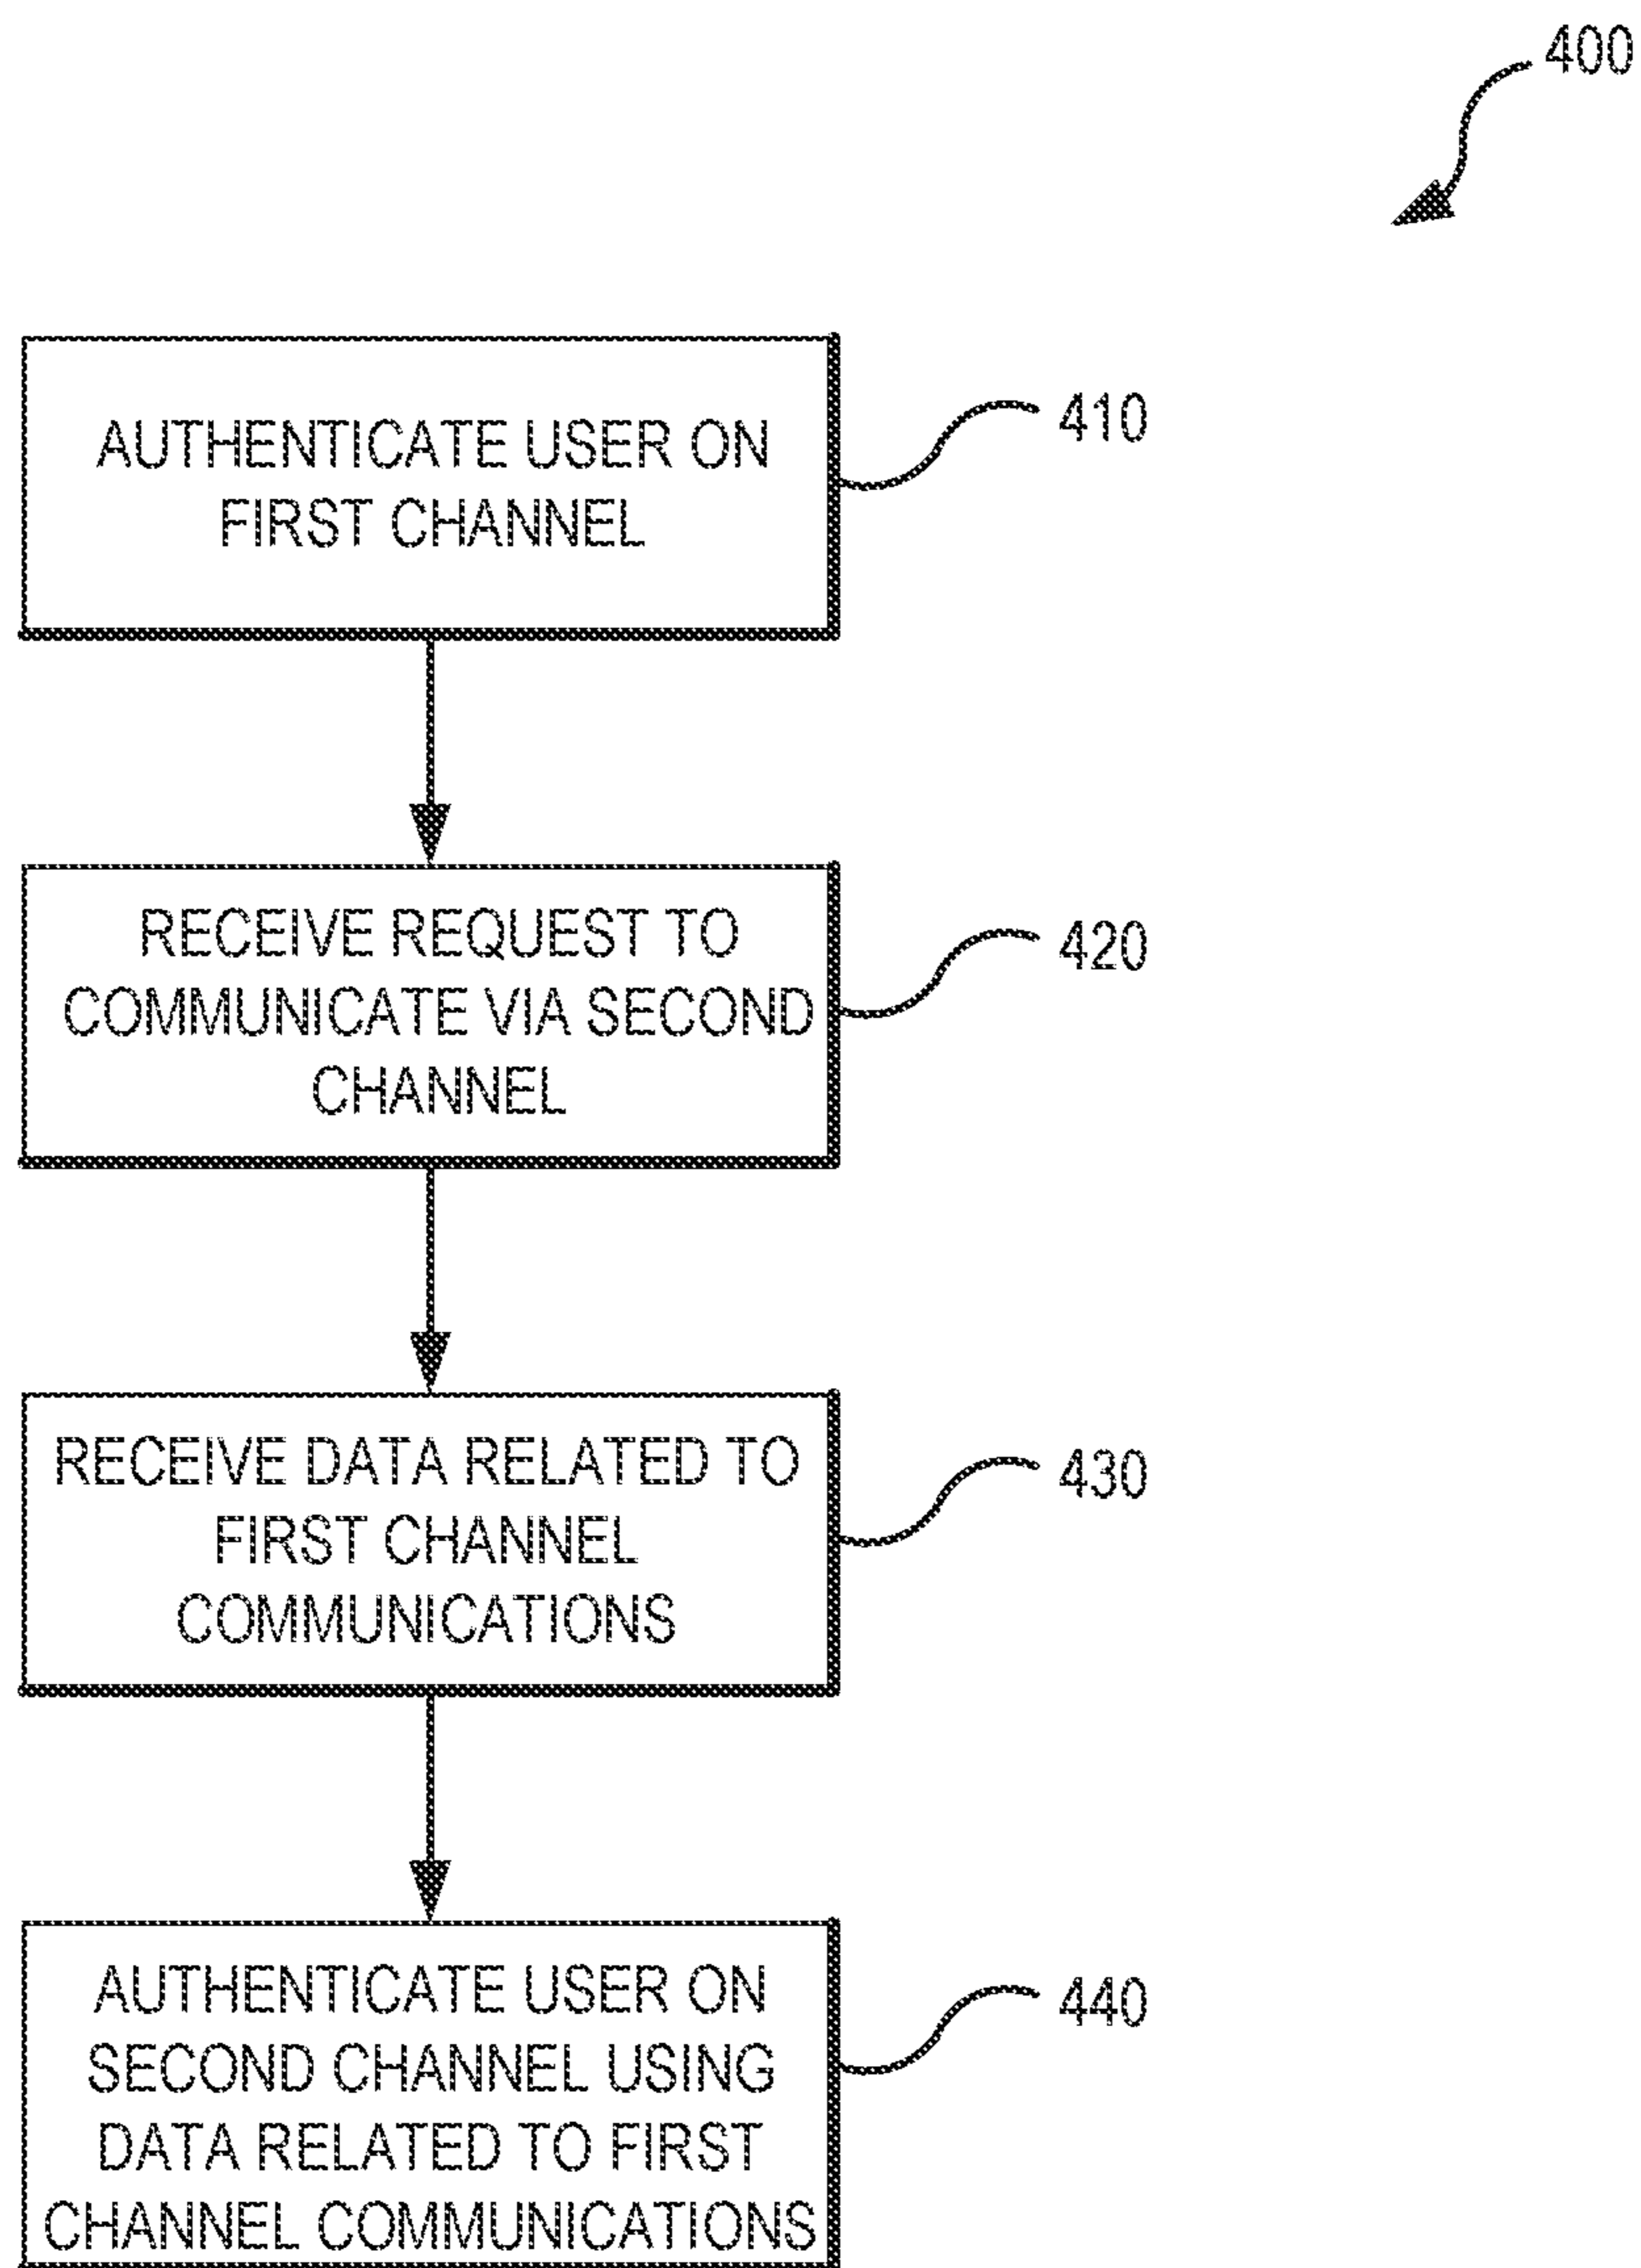 400
AUTHENTICATE USER ON
FIRST CHANNEL
410
RECEIVE REQUEST TO
COMMUNICATE VIA SECOND
CHANNEL
420
RECEIVE DATA RELATED TO
FIRST CHANNEL
COMMUNICATIONS
430
AUTHENTICATE USER ON
SECOND CHANNEL USING
DATA RELATED TO FIRST
CHANNEL COMMUNICATIONS
440